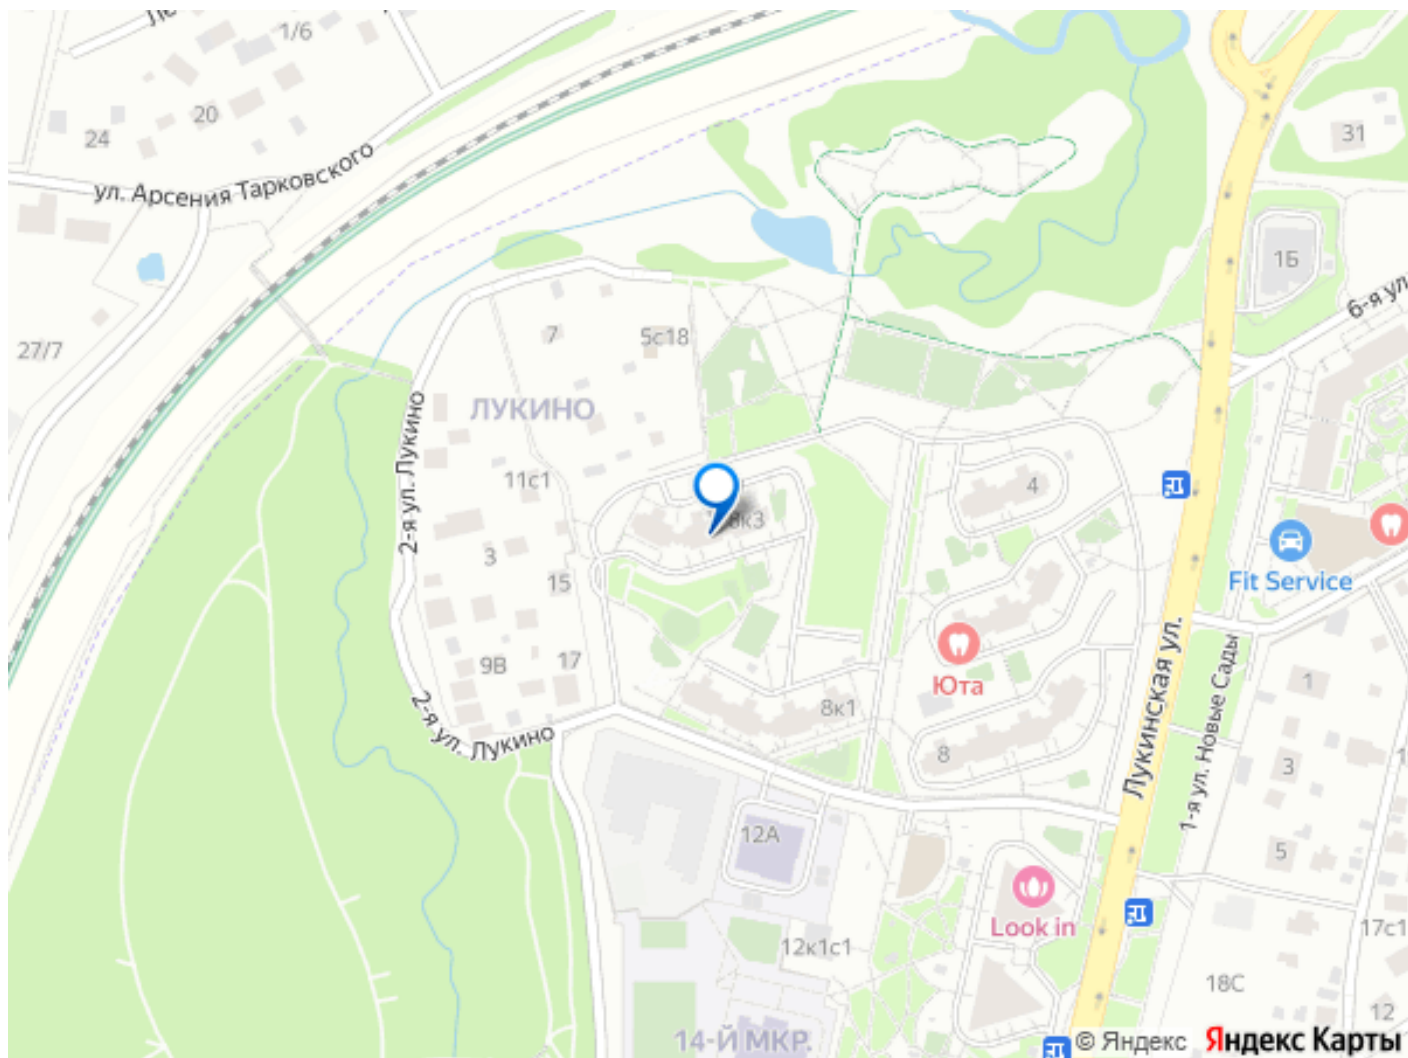 1/6
20
24
31
ул. Арсения Тарковского
1Б
6-я ул.
27/7
7
5с18
ЛУКИНО
2-я ул. Лукино
11с1
4
8к3
3
15
Fit Service
9В
17
Юта
1
8к1
2-я ул. Лукино
8
3
Лукинская ул.
1-я ул. Новые Сады
12А
5
Look in
17с1
12к1с1
18С
12
14-Й МКР.
© Яндекс
Яндекс Карты